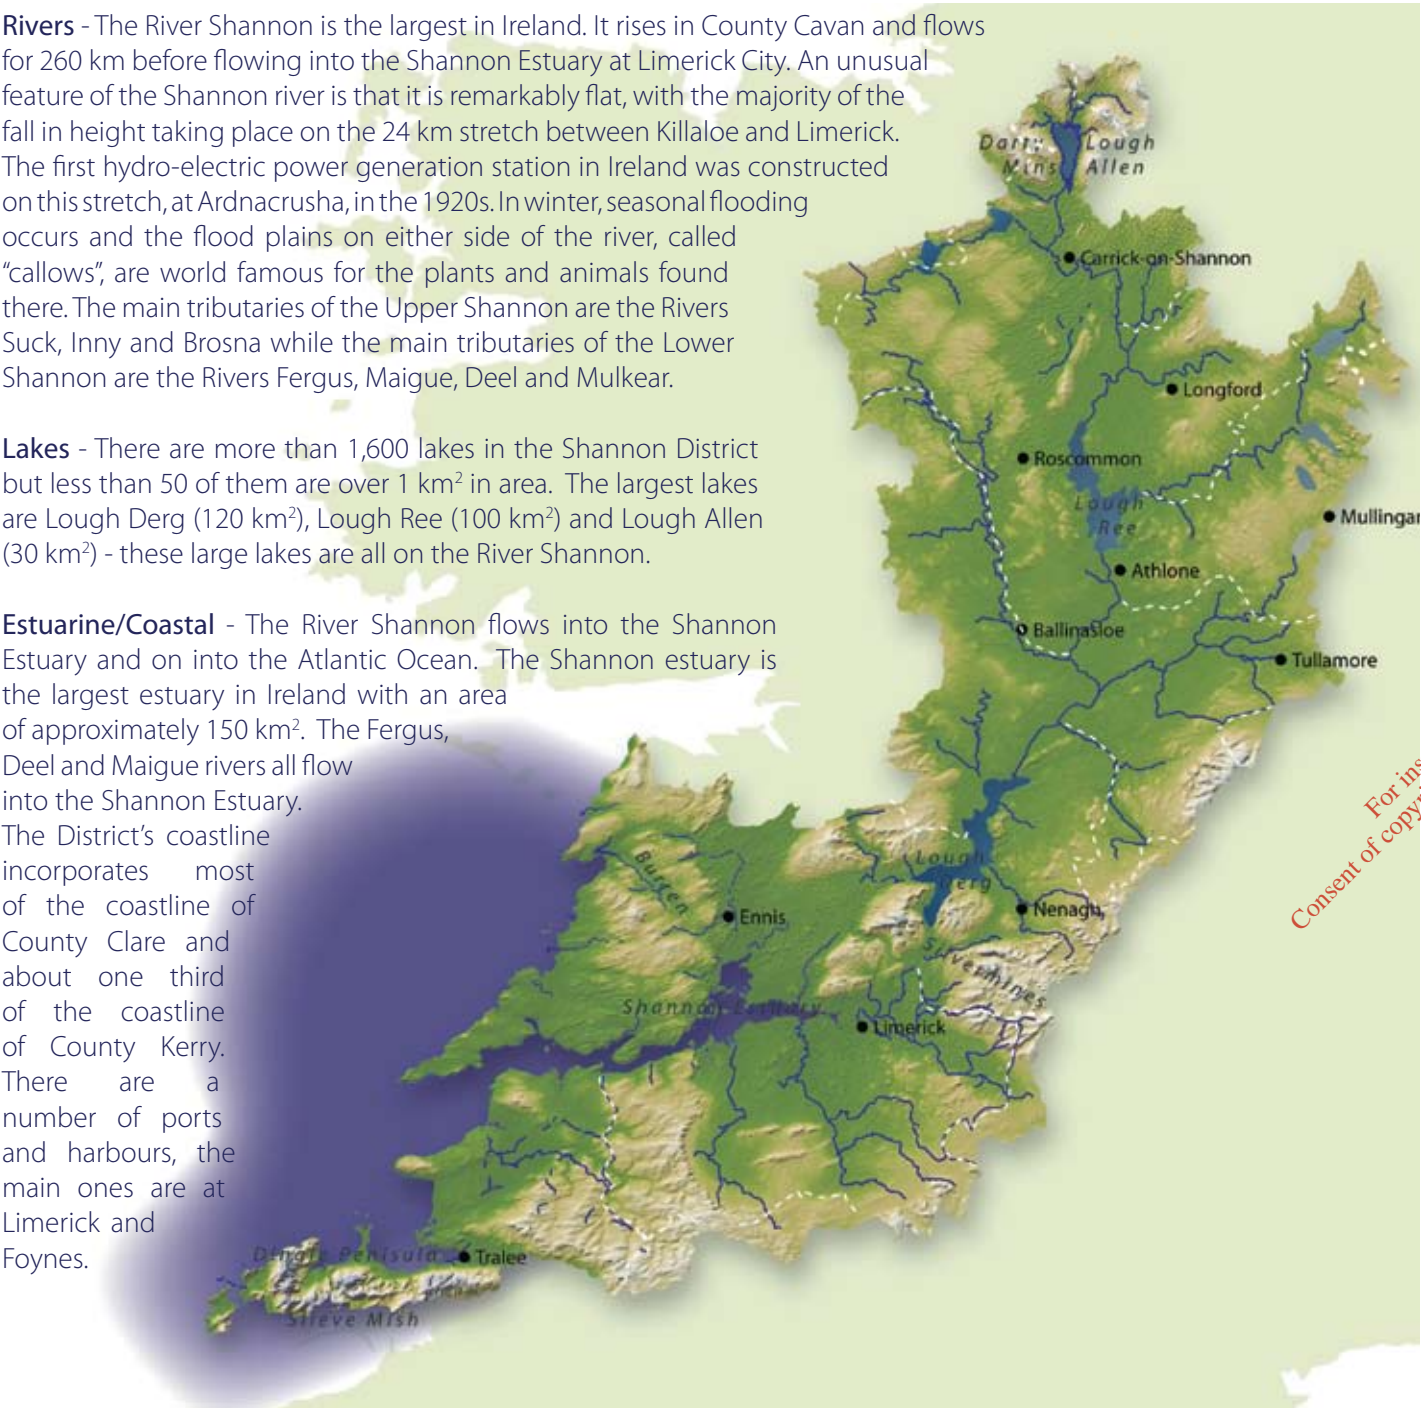 Rivers - The River Shannon is the largest in Ireland. It rises in County Cavan and flows
for 260 km before flowing into the Shannon Estuary at Limerick City. An unusual
feature of the Shannon river is that it is remarkably flat, with the majority of the
fall in height taking place on the 24 km stretch between Killaloe and Limerick.
The first hydro-electric power generation station in Ireland was constructed
on this stretch, at Ardnacrusha, in the 1920s. In winter, seasonal flooding
occurs and the flood plains on either side of the river, called
“callows”, are world famous for the plants and animals found
there. The main tributaries of the Upper Shannon are the Rivers
Suck, Inny and Brosna while the main tributaries of the Lower
Shannon are the Rivers Fergus, Maigue, Deel and Mulkear.
Lakes - There are more than 1,600 lakes in the Shannon District
but less than 50 of them are over 1 km² in area. The largest lakes
are Lough Derg (120 km²), Lough Ree (100 km²) and Lough Allen
(30 km²) - these large lakes are all on the River Shannon.
Estuarine/Coastal - The River Shannon flows into the Shannon
Estuary and on into the Atlantic Ocean. The Shannon estuary is
the largest estuary in Ireland with an area
of approximately 150 km². The Fergus,
Deel and Maigue rivers all flow
into the Shannon Estuary.
The District’s coastline
incorporates most
of the coastline of
County Clare and
about one third
of the coastline
of County Kerry.
There are a
number of ports
and harbours, the
main ones are at
Limerick and
Foynes.
Darty
Mtns
Lough
Allen
Carrick-on-Shannon
Longford
Roscommon
Lough
Ree
Mullingar
Athlone
Ballinasloe
Tullamore
Burren
Lough
Derg
Ennis
Nenagh
Silvermines
Shannon Estuary
Limerick
Dingle Penisula
Tralee
Slieve Mish
For ins
Consent of copyri